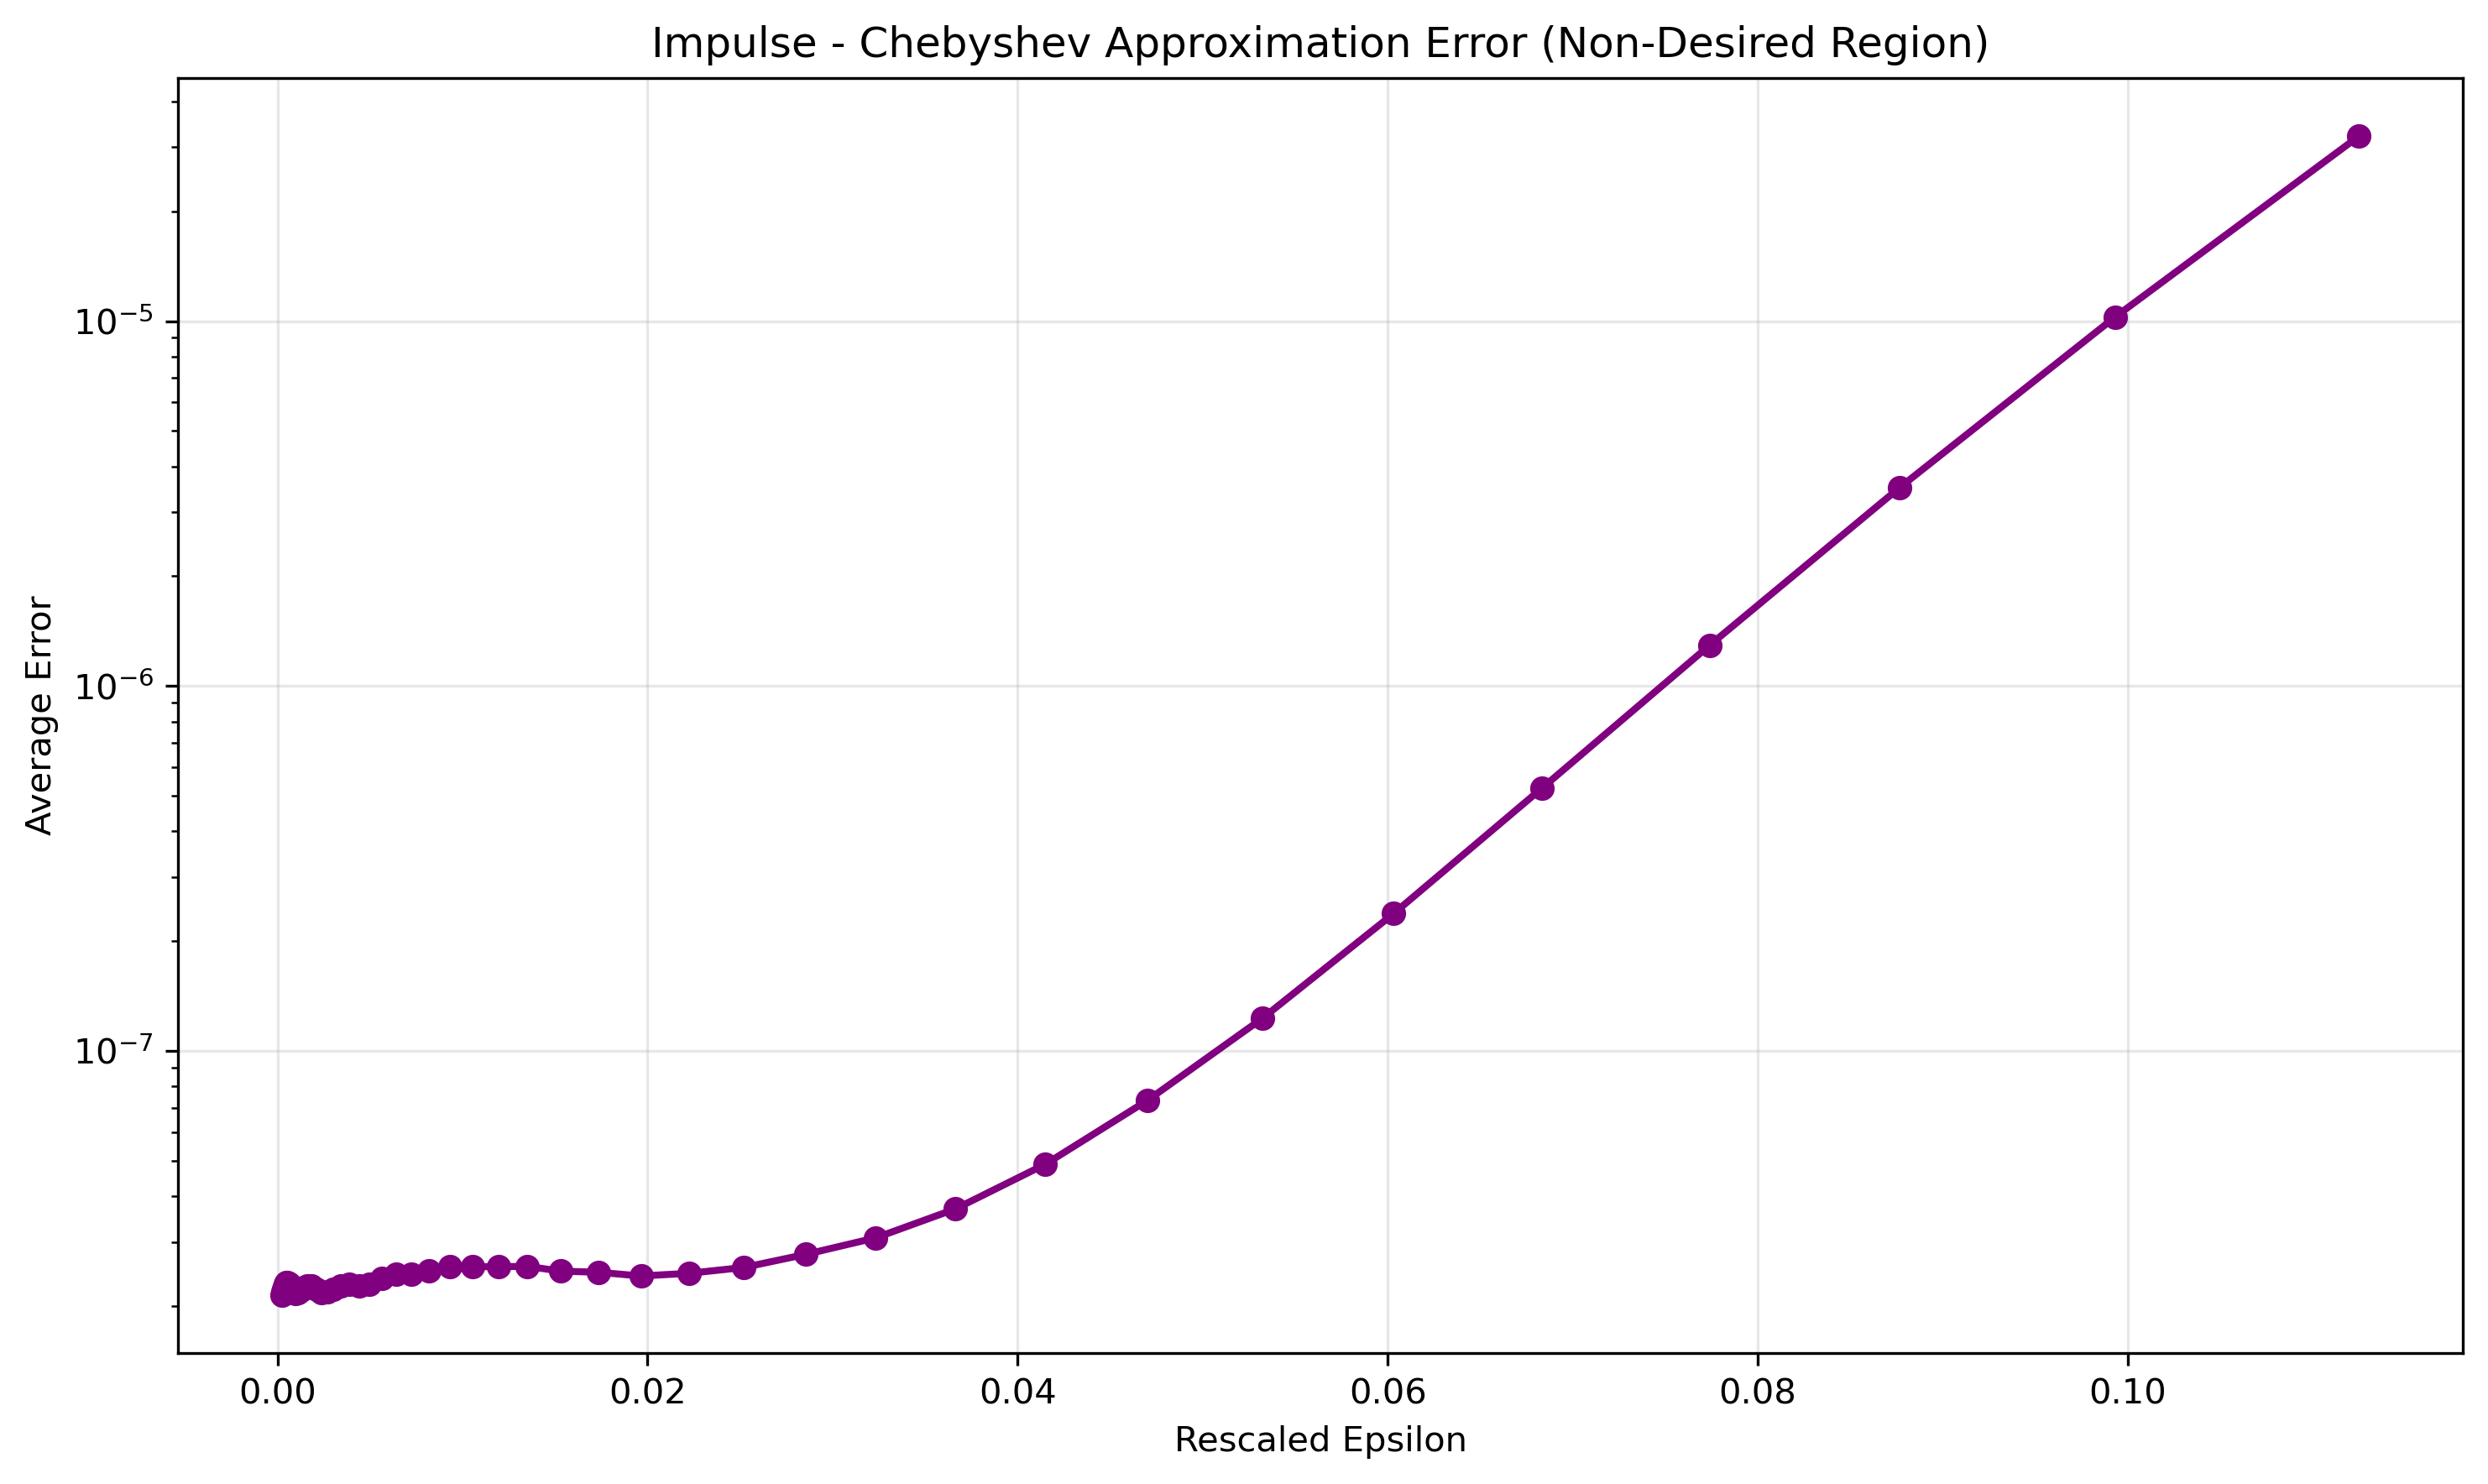 Impulse - Chebyshev Approximation Error (Non-Desired Region)
Average Error
10⁻⁵
10⁻⁶
10⁻⁷
0.00 0.02 0.04 0.06 0.08 0.10
Rescaled Epsilon